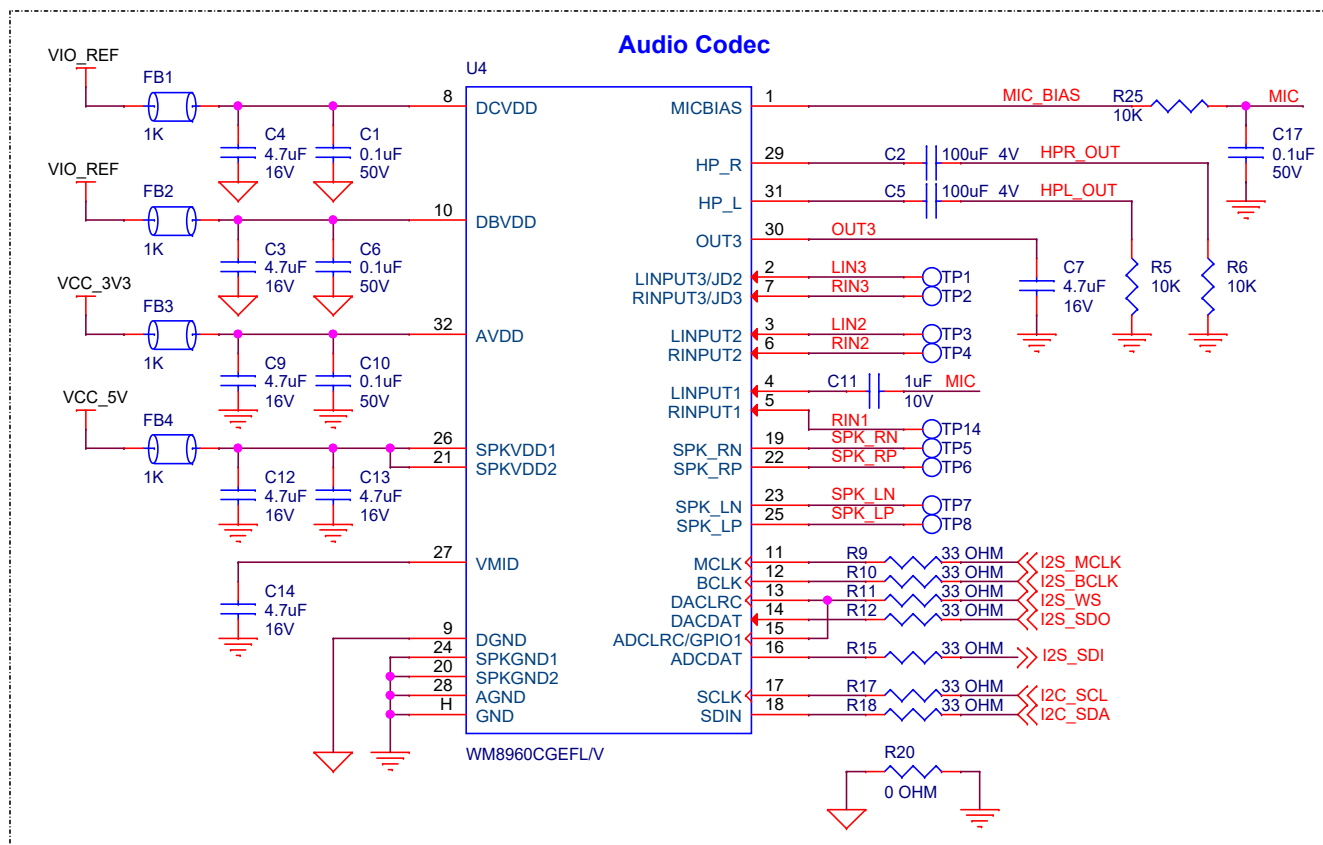 Audio Codec
VIO_REF
FB1
1K
C4
4.7uF
16V
C1
0.1uF
50V
VIO_REF
FB2
1K
C3
4.7uF
16V
C6
0.1uF
50V
VCC_3V3
FB3
1K
C9
4.7uF
16V
C10
0.1uF
50V
VCC_5V
FB4
1K
C12
4.7uF
16V
C13
4.7uF
16V
C14
4.7uF
16V
U4
8 DCVDD
10 DBVDD
32 AVDD
26 SPKVDD1
21 SPKVDD2
27 VMID
9 DGND
24 SPKGND1
20 SPKGND2
28 AGND
H GND
WM8960CGEFL/V
MICBIAS 1 MIC_BIAS R25 10K MIC
C17
0.1uF
50V
HP_R 29 C2 100uF 4V HPR_OUT
HP_L 31 C5 100uF 4V HPL_OUT
OUT3 30 OUT3
C7
4.7uF
16V
R5
10K
R6
10K
LINPUT3/JD2 2 LIN3 TP1
RINPUT3/JD3 7 RIN3 TP2
LINPUT2 3 LIN2 TP3
RINPUT2 6 RIN2 TP4
LINPUT1 4 C11 1uF 10V MIC
RINPUT1 5 RIN1 TP14
SPK_RN 19 SPK_RN TP5
SPK_RP 22 SPK_RP TP6
SPK_LN 23 SPK_LN TP7
SPK_LP 25 SPK_LP TP8
MCLK 11 R9 33 OHM I2S_MCLK
BCLK 12 R10 33 OHM I2S_BCLK
DACLRC 13 R11 33 OHM I2S_WS
DACDAT 14 R12 33 OHM I2S_SDO
ADCLRC/GPIO1 15
ADCDAT 16 R15 33 OHM I2S_SDI
SCLK 17 R17 33 OHM I2C_SCL
SDIN 18 R18 33 OHM I2C_SDA
R20
0 OHM